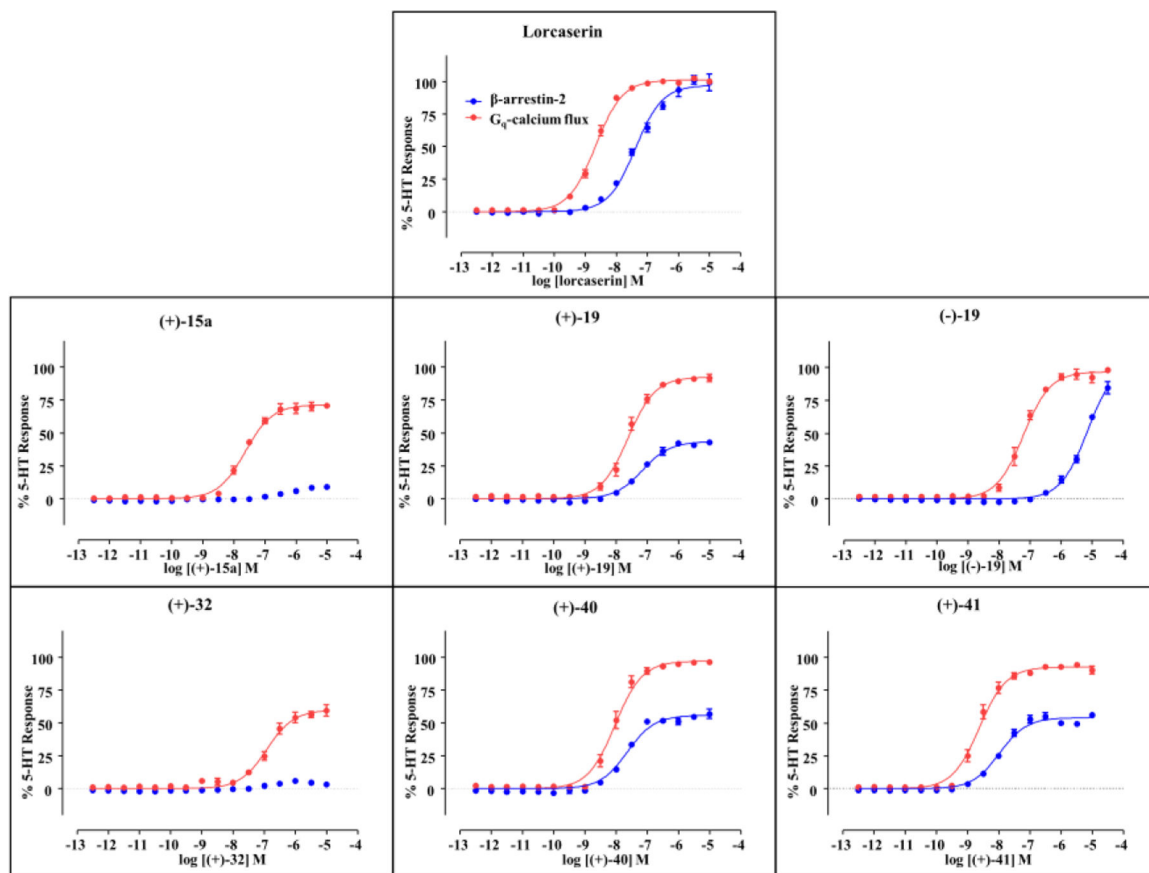 Lorcaserin
% 5-HT Response
100
75
50
25
0
β-arrestin-2
Gq-calcium flux
-13 -12 -11 -10 -9 -8 -7 -6 -5 -4
log [lorcaserin] M
(+)-15a
% 5-HT Response
100
75
50
25
0
-13 -12 -11 -10 -9 -8 -7 -6 -5 -4
log [(+)-15a] M
(+)-19
% 5-HT Response
100
75
50
25
0
-13 -12 -11 -10 -9 -8 -7 -6 -5 -4
log [(+)-19] M
(-)-19
% 5-HT Response
100
75
50
25
0
-13 -12 -11 -10 -9 -8 -7 -6 -5 -4
log [(-)-19] M
(+)-32
% 5-HT Response
100
75
50
25
0
-13 -12 -11 -10 -9 -8 -7 -6 -5 -4
log [(+)-32] M
(+)-40
% 5-HT Response
100
75
50
25
0
-13 -12 -11 -10 -9 -8 -7 -6 -5 -4
log [(+)-40] M
(+)-41
% 5-HT Response
100
75
50
25
0
-13 -12 -11 -10 -9 -8 -7 -6 -5 -4
log [(+)-41] M